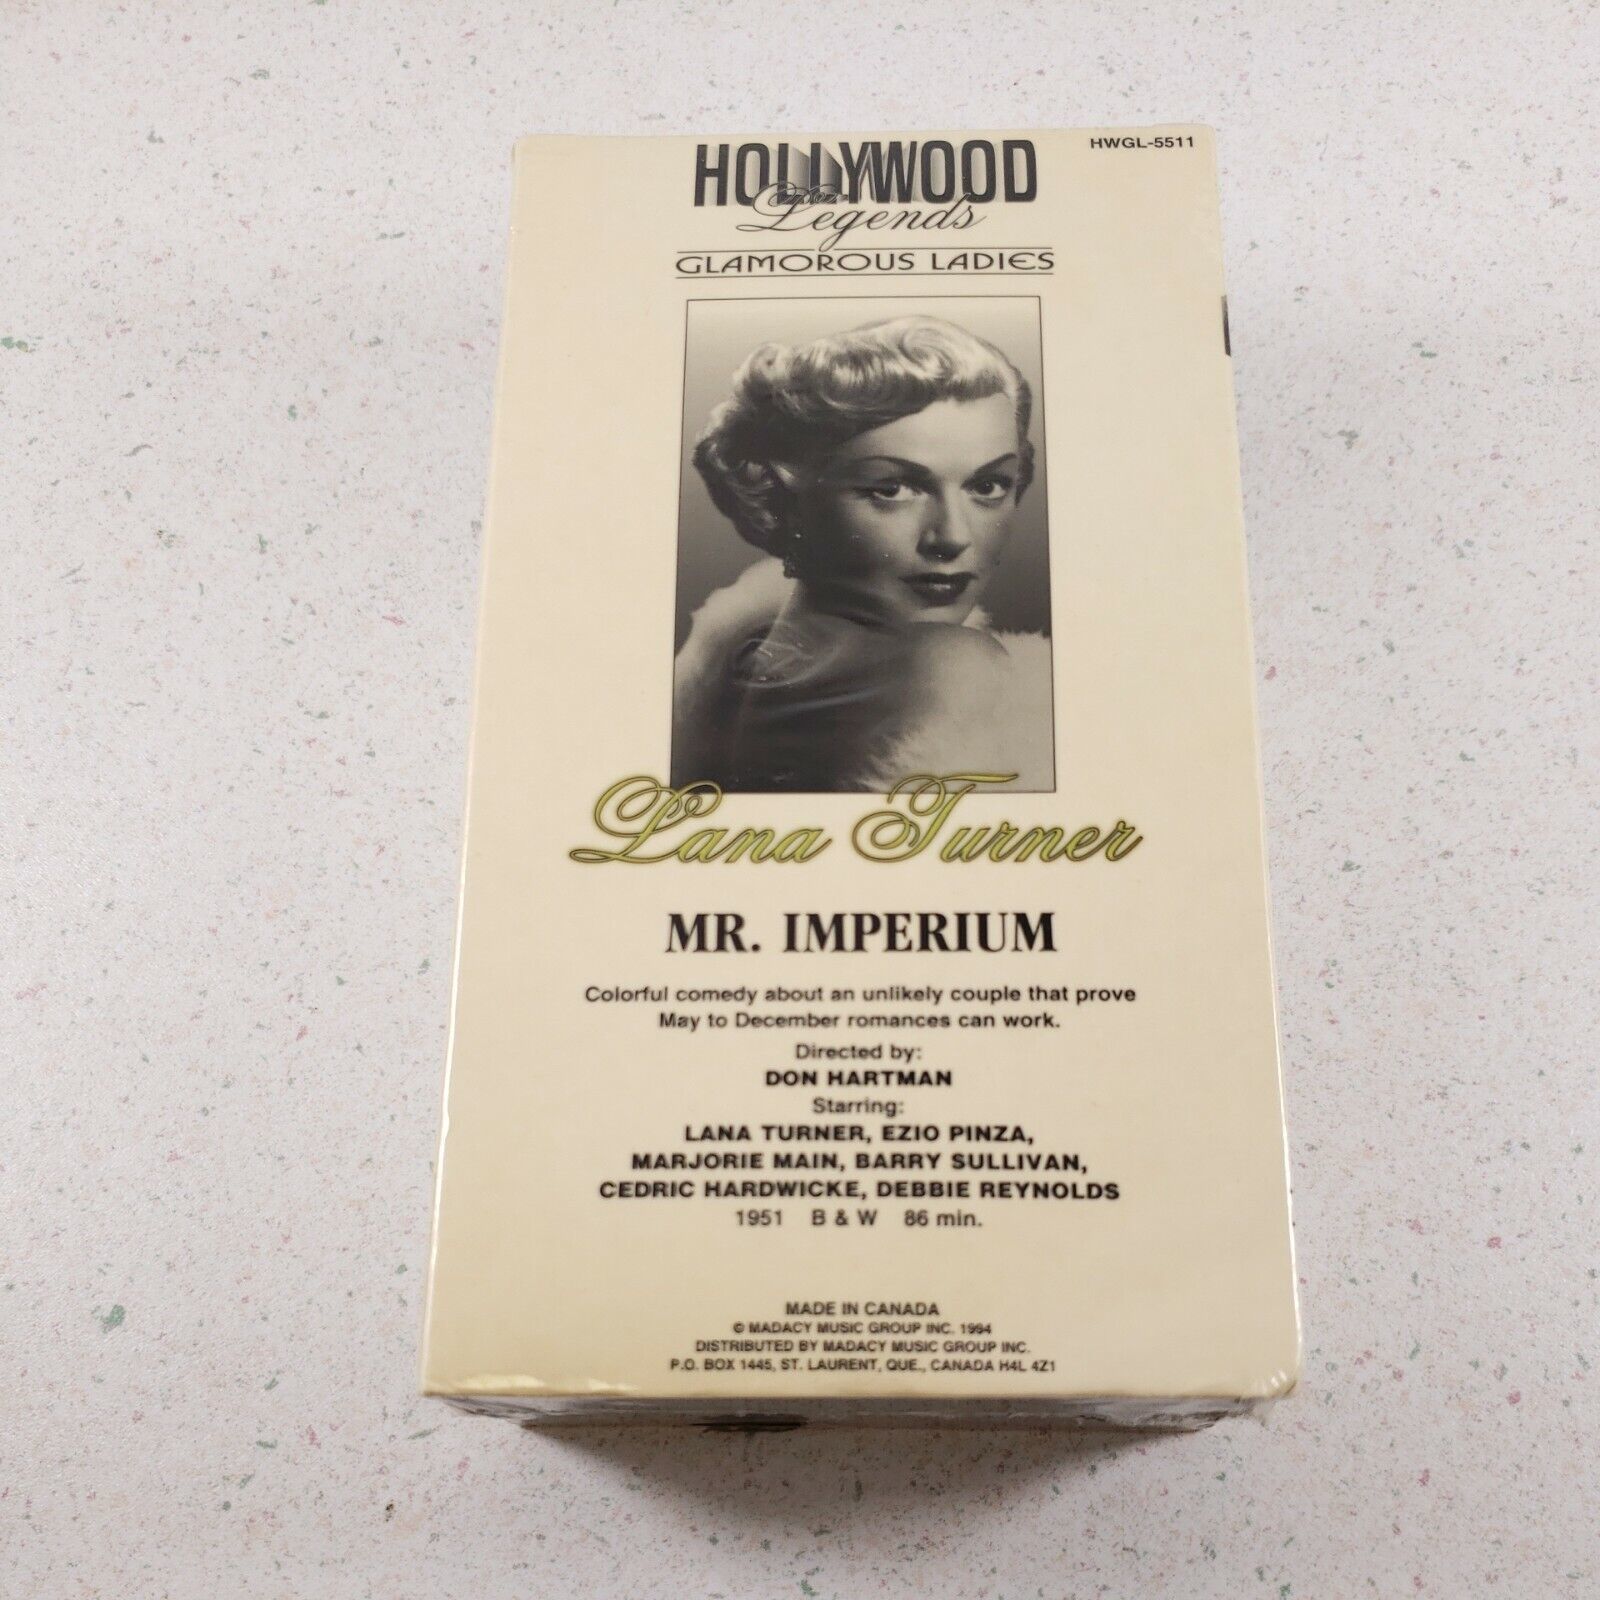 HWGL-5511
HOLLYWOOD
Legends
GLAMOROUS LADIES
Lana Turner
MR. IMPERIUM
Colorful comedy about an unlikely couple that prove
May to December romances can work.
Directed by:
DON HARTMAN
Starring:
LANA TURNER, EZIO PINZA,
MARJORIE MAIN, BARRY SULLIVAN,
CEDRIC HARDWICKE, DEBBIE REYNOLDS
1951 B & W 86 min.
MADE IN CANADA
© MADACY MUSIC GROUP INC. 1994
DISTRIBUTED BY MADACY MUSIC GROUP INC.
P.O. BOX 1445, ST. LAURENT, QUE., CANADA H4L 4Z1